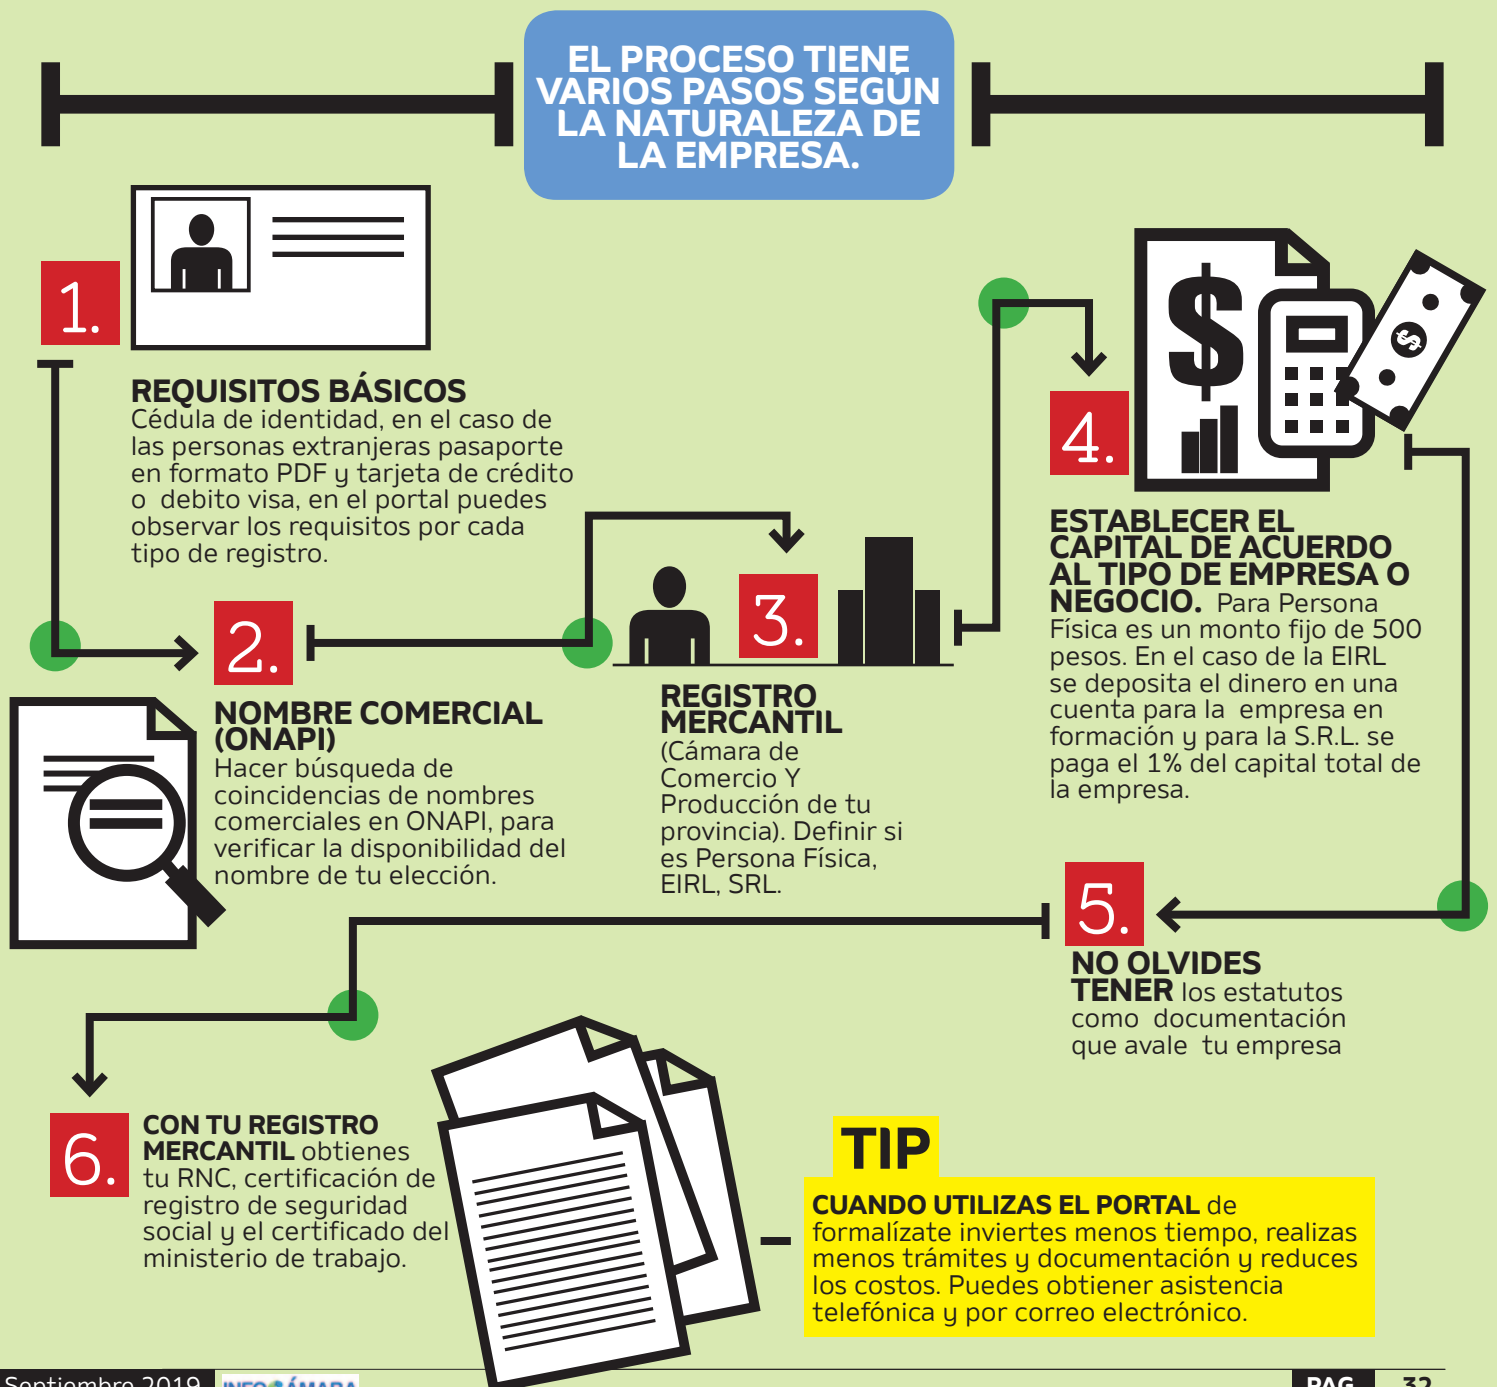 EL PROCESO TIENE
VARIOS PASOS SEGÚN
LA NATURALEZA DE
LA EMPRESA.
1.
REQUISITOS BÁSICOS
Cédula de identidad, en el caso de
las personas extranjeras pasaporte
en formato PDF y tarjeta de crédito
o debito visa, en el portal puedes
observar los requisitos por cada
tipo de registro.
2.
NOMBRE COMERCIAL
(ONAPI)
Hacer búsqueda de
coincidencias de nombres
comerciales en ONAPI, para
verificar la disponibilidad del
nombre de tu elección.
3.
REGISTRO
MERCANTIL
(Cámara de
Comercio Y
Producción de tu
provincia). Definir si
es Persona Física,
EIRL, SRL.
$
$
4.
ESTABLECER EL
CAPITAL DE ACUERDO
AL TIPO DE EMPRESA O
NEGOCIO. Para Persona
Física es un monto fijo de 500
pesos. En el caso de la EIRL
se deposita el dinero en una
cuenta para la empresa en
formación y para la S.R.L. se
paga el 1% del capital total de
la empresa.
5.
NO OLVIDES
TENER los estatutos
como documentación
que avale tu empresa
6.
CON TU REGISTRO
MERCANTIL obtienes
tu RNC, certificación de
registro de seguridad
social y el certificado del
ministerio de trabajo.
TIP
CUANDO UTILIZAS EL PORTAL de
formalízate inviertes menos tiempo, realizas
menos trámites y documentación y reduces
los costos. Puedes obtiener asistencia
telefónica y por correo electrónico.
Septiembre 2019 INFOCÁMARA
PAG 32